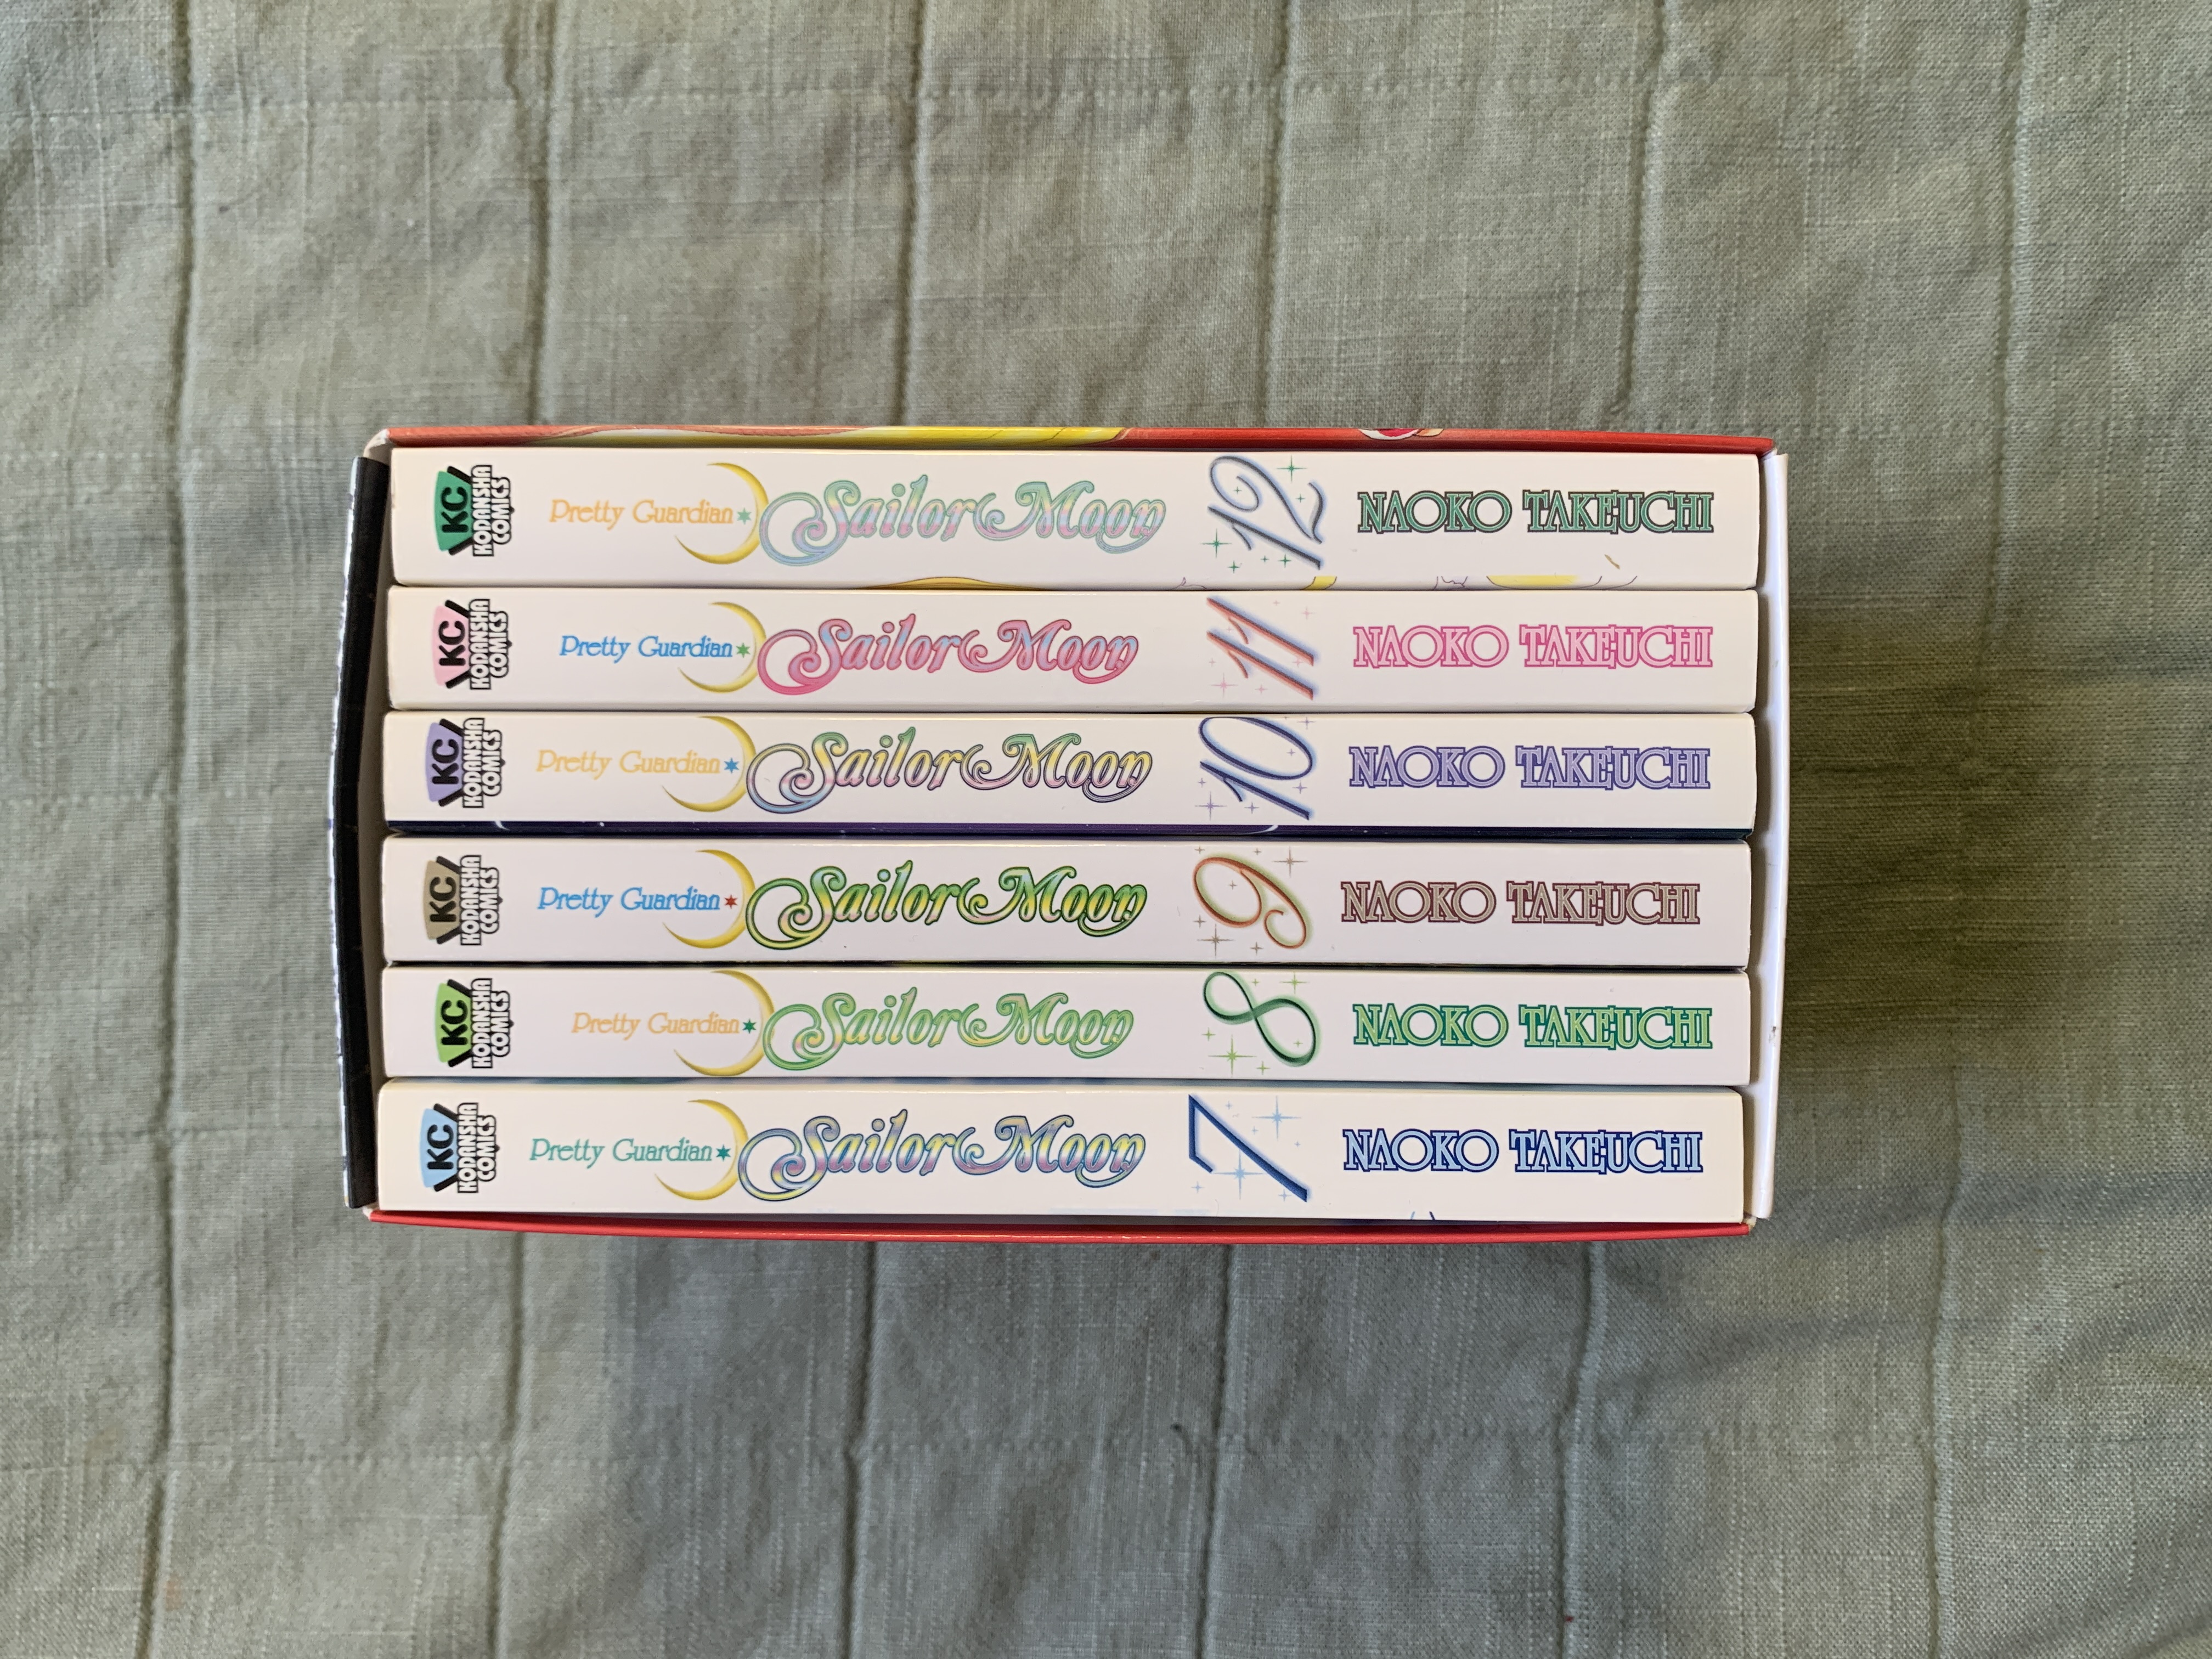 KC KODANSHA COMICS Pretty Guardian Sailor Moon 12 NAOKO TAKEUCHI
KC KODANSHA COMICS Pretty Guardian Sailor Moon 11 NAOKO TAKEUCHI
KC KODANSHA COMICS Pretty Guardian Sailor Moon 10 NAOKO TAKEUCHI
KC KODANSHA COMICS Pretty Guardian Sailor Moon 9 NAOKO TAKEUCHI
KC KODANSHA COMICS Pretty Guardian Sailor Moon 8 NAOKO TAKEUCHI
KC KODANSHA COMICS Pretty Guardian Sailor Moon 7 NAOKO TAKEUCHI